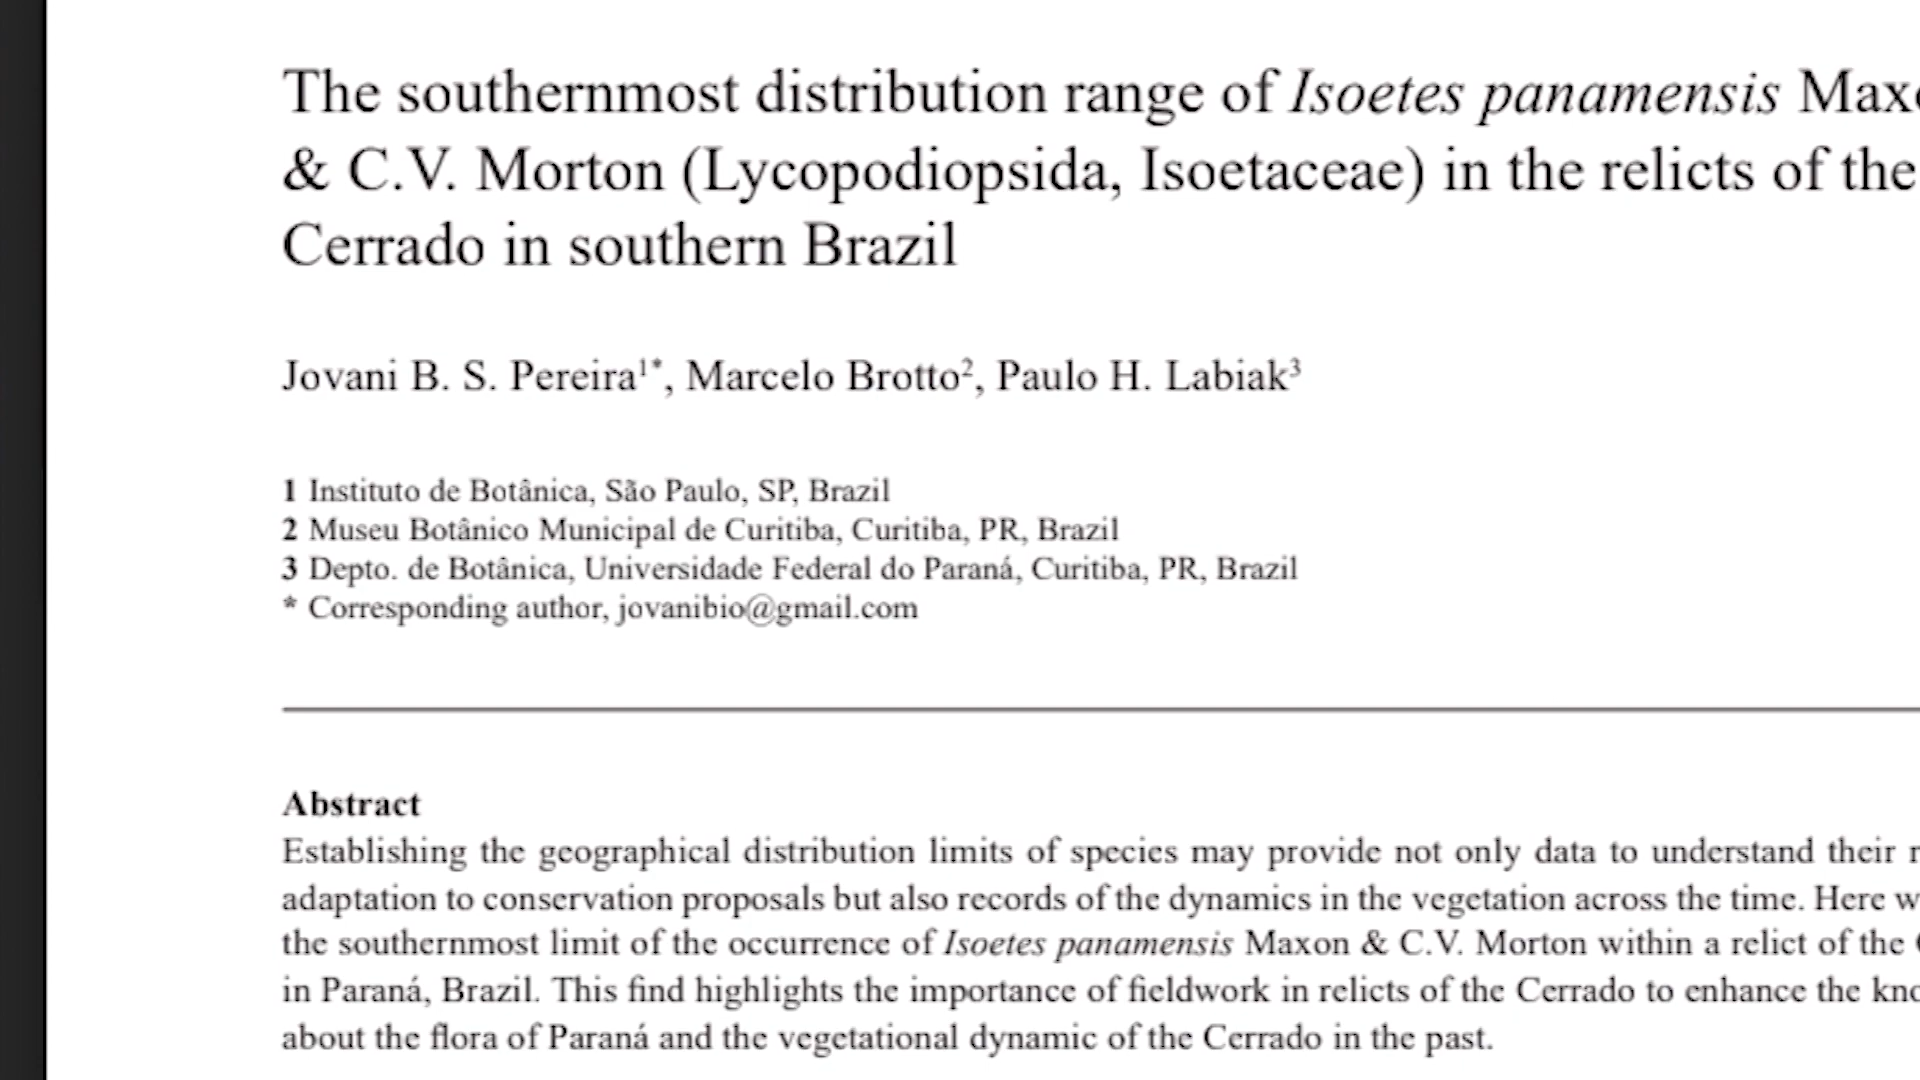 The southernmost distribution range of Isoetes panamensis
& C.V. Morton (Lycopodiopsida, Isoetaceae) in the relicts of the
Cerrado in southern Brazil
Jovani B. S. Pereira¹*, Marcelo Brotto², Paulo H. Labiak³
1 Instituto de Botânica, São Paulo, SP, Brazil
2 Museu Botânico Municipal de Curitiba, Curitiba, PR, Brazil
3 Depto. de Botânica, Universidade Federal do Paraná, Curitiba, PR, Brazil
* Corresponding author, jovanibio@gmail.com
Abstract
Establishing the geographical distribution limits of species may provide not only data to understand their
adaptation to conservation proposals but also records of the dynamics in the vegetation across the time. Here
the southernmost limit of the occurrence of Isoetes panamensis Maxon & C.V. Morton within a relict of the
in Paraná, Brazil. This find highlights the importance of fieldwork in relicts of the Cerrado to enhance the
about the flora of Paraná and the vegetational dynamic of the Cerrado in the past.